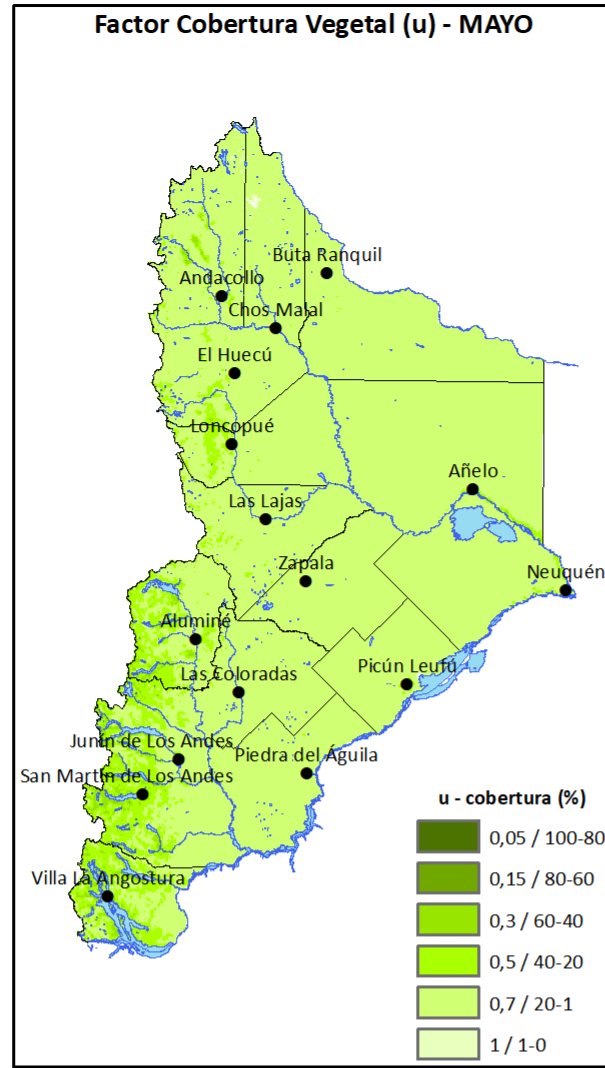 Factor Cobertura Vegetal (u) - MAYO
Buta Ranquil
Andacollo
Chos Malal
El Huecú
Loncopué
Añelo
Las Lajas
Zapala
Neuquén
Aluminé
Picún Leufú
Las Coloradas
Junín de Los Andes
Piedra del Águila
San Martín de Los Andes
Villa La Angostura
u - cobertura (%)
0,05 / 100-80
0,15 / 80-60
0,3 / 60-40
0,5 / 40-20
0,7 / 20-1
1 / 1-0